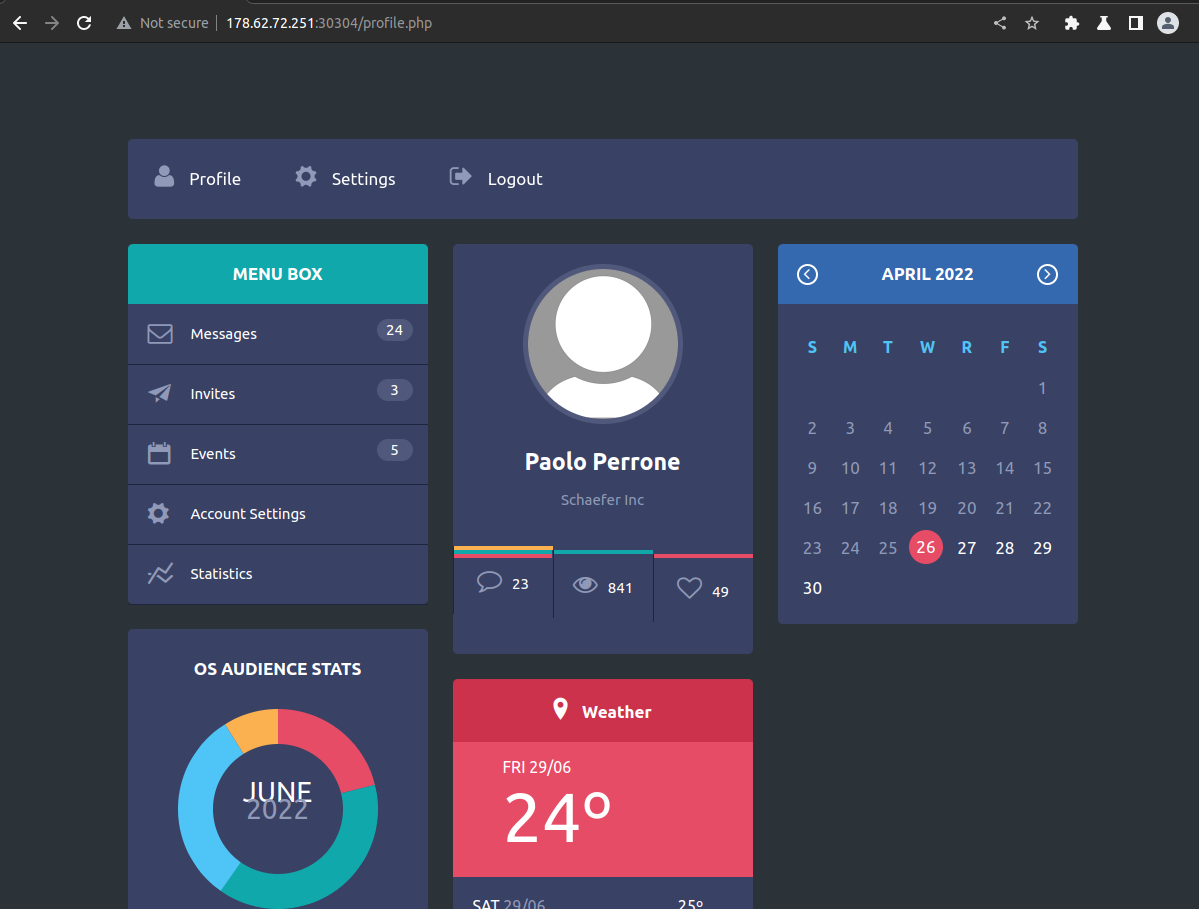 Not secure 178.62.72.251:30304/profile.php
Profile Settings Logout
MENU BOX
Messages 24
Invites 3
Events 5
Account Settings
Statistics
OS AUDIENCE STATS
JUNE
2022
Paolo Perrone
Schaefer Inc
23 841 49
Weather
FRI 29/06
24°
SAT 29/06 25°
APRIL 2022
S M T W R F S
1
2 3 4 5 6 7 8
9 10 11 12 13 14 15
16 17 18 19 20 21 22
23 24 25 26 27 28 29
30